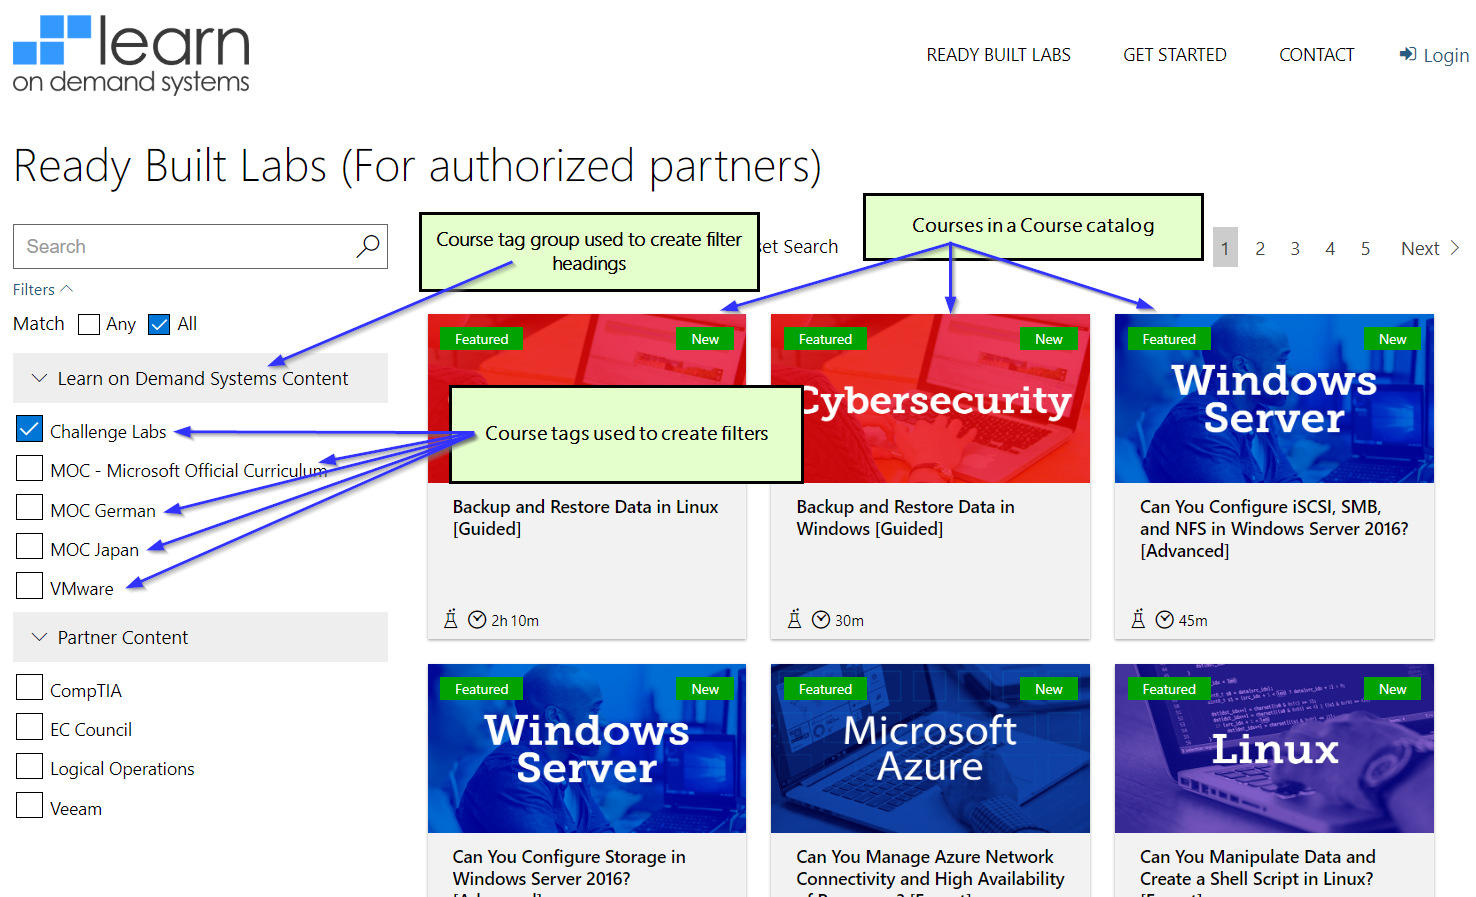 learn
on demand systems
READY BUILT LABS
GET STARTED
CONTACT
Login
Ready Built Labs (For authorized partners)
Search
Course tag group used to create filter
headings
set Search
Courses in a Course catalog
1 2 3 4 5 Next
Filters
Match Any All
Learn on Demand Systems Content
Challenge Labs
MOC - Microsoft Official Curriculum
MOC German
MOC Japan
VMware
Partner Content
CompTIA
EC Council
Logical Operations
Veeam
Course tags used to create filters
Featured New
Backup and Restore Data in Linux
[Guided]
2h 10m
Featured New
Cybersecurity
Backup and Restore Data in
Windows [Guided]
30m
Featured New
Windows
Server
Can You Configure iSCSI, SMB,
and NFS in Windows Server 2016?
[Advanced]
45m
Featured New
Windows
Server
Can You Configure Storage in
Windows Server 2016?
Featured New
Microsoft
Azure
Can You Manage Azure Network
Connectivity and High Availability
Featured New
Linux
Can You Manipulate Data and
Create a Shell Script in Linux?